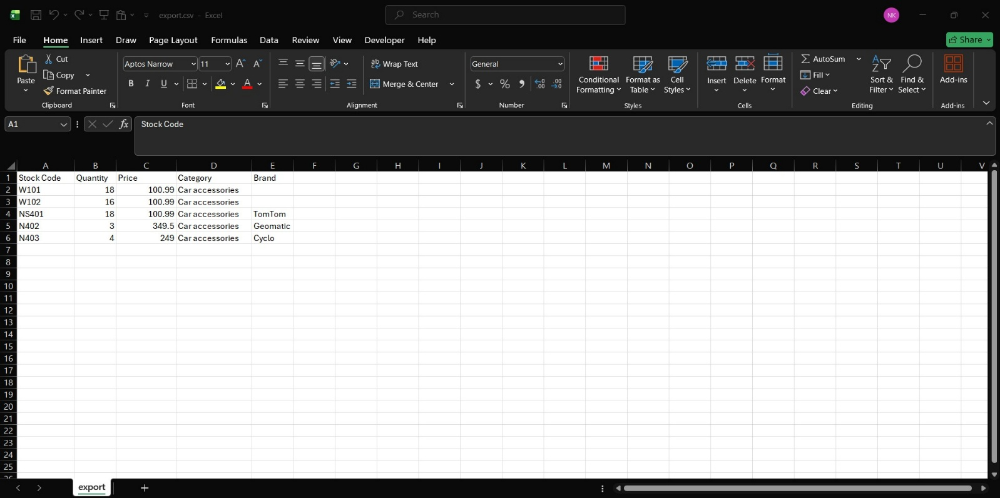 export.csv - Excel
Search
NK
File Home Insert Draw Page Layout Formulas Data Review View Developer Help
Share
Paste
Cut
Copy
Format Painter
Clipboard
Aptos Narrow 11
B I U
Font
Wrap Text
Merge & Center
Alignment
General
$ % 9
Number
Conditional Formatting
Format as Table
Cell Styles
Styles
Insert Delete Format
Cells
AutoSum
Fill
Clear
Sort & Filter
Find & Select
Editing
Add-ins
Add-ins
A1 fx Stock Code
A B C D E F G H I J K L M N O P Q R S T U V
1 Stock Code Quantity Price Category Brand
2 W101 18 100.99 Car accessories
3 W102 16 100.99 Car accessories
4 NS401 18 100.99 Car accessories TomTom
5 N402 3 349.5 Car accessories Geomatic
6 N403 4 249 Car accessories Cyclo
7
8
9
10
11
12
13
14
15
16
17
18
19
20
21
22
23
24
25
export